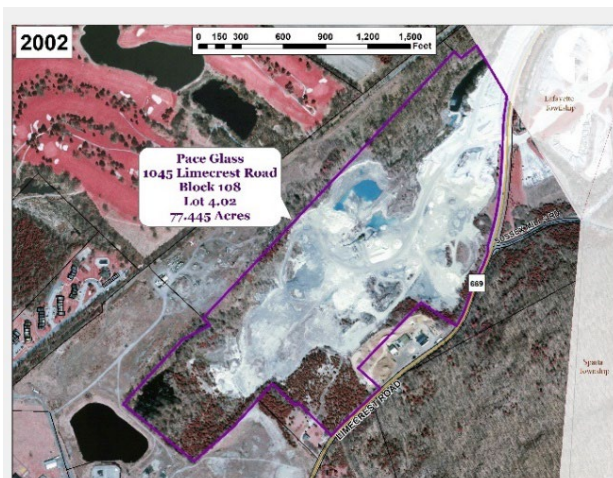 2002
0 150 300 600 900 1,200 1,500
Feet
Lafayette
Township
Pace Glass
1045 Limecrest Road
Block 108
Lot 4.02
77.445 Acres
669
Sparta
Township
LIMECREST ROAD